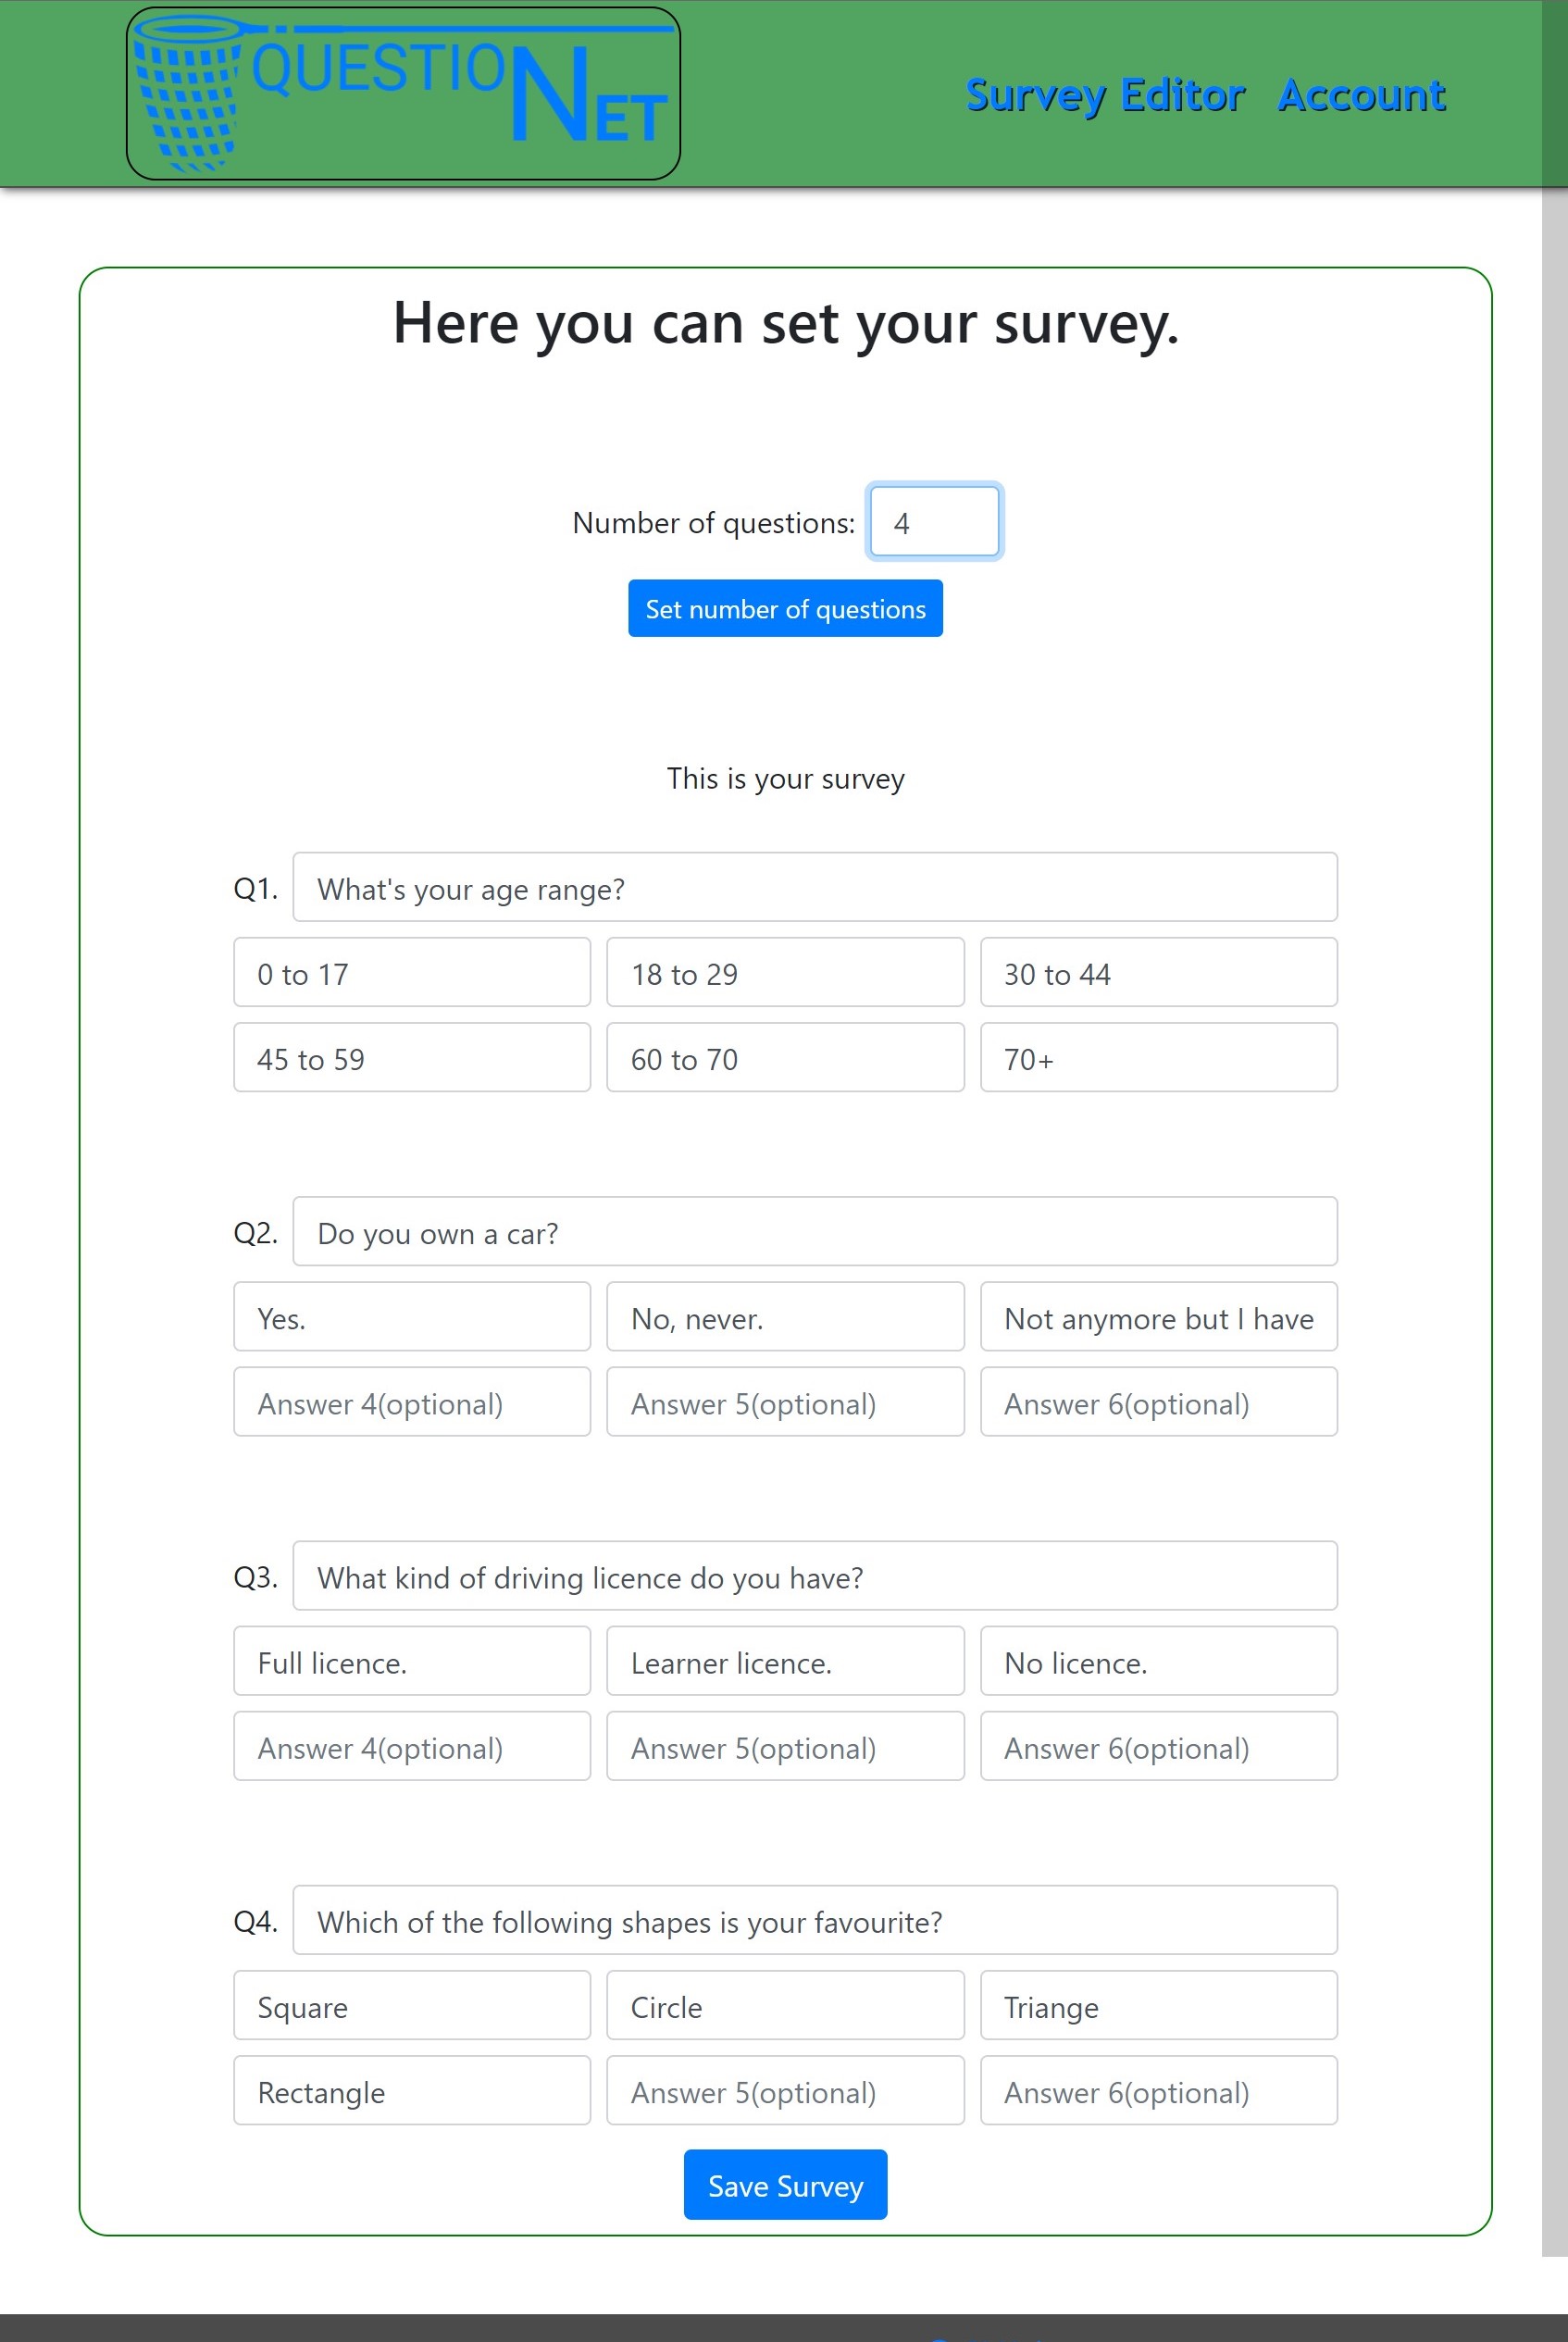 QUESTIONET
Survey Editor Account
Here you can set your survey.
Number of questions: 4
Set number of questions
This is your survey
Q1. What's your age range?
0 to 17 18 to 29 30 to 44
45 to 59 60 to 70 70+
Q2. Do you own a car?
Yes. No, never. Not anymore but I have
Answer 4(optional) Answer 5(optional) Answer 6(optional)
Q3. What kind of driving licence do you have?
Full licence. Learner licence. No licence.
Answer 4(optional) Answer 5(optional) Answer 6(optional)
Q4. Which of the following shapes is your favourite?
Square Circle Triange
Rectangle Answer 5(optional) Answer 6(optional)
Save Survey